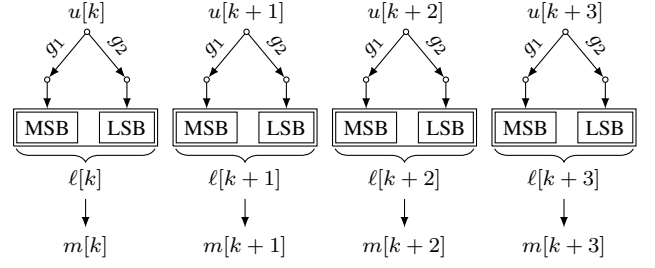 u[k] u[k + 1] u[k + 2] u[k + 3]
g₁ g₂ g₁ g₂ g₁ g₂ g₁ g₂
MSB LSB MSB LSB MSB LSB MSB LSB
ℓ[k] ℓ[k + 1] ℓ[k + 2] ℓ[k + 3]
m[k] m[k + 1] m[k + 2] m[k + 3]